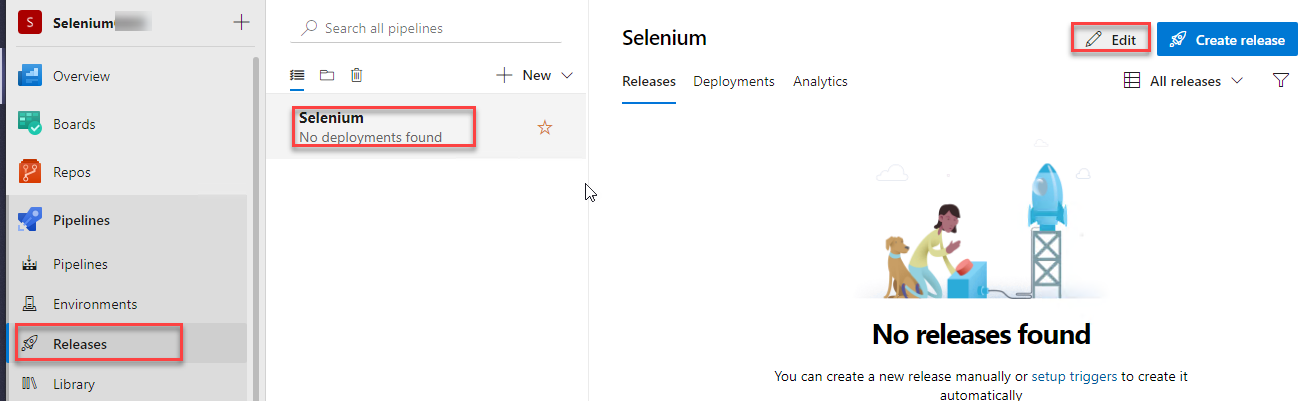 S
Selenium
Overview
Boards
Repos
Pipelines
Pipelines
Environments
Releases
Library
Search all pipelines
New
Selenium
No deployments found
Selenium
Edit
Create release
Releases
Deployments
Analytics
All releases
No releases found
You can create a new release manually or setup triggers to create it
automatically